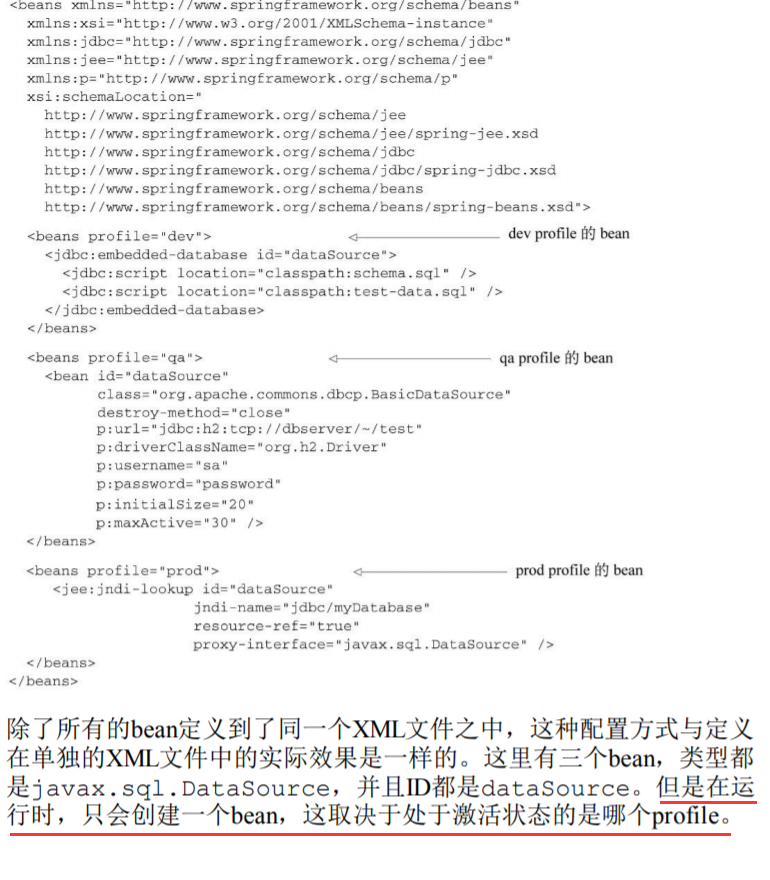 <beans xmlns="http://www.springframework.org/schema/beans"
xmlns:xsi="http://www.w3.org/2001/XMLSchema-instance"
xmlns:jdbc="http://www.springframework.org/schema/jdbc"
xmlns:jee="http://www.springframework.org/schema/jee"
xmlns:p="http://www.springframework.org/schema/p"
xsi:schemaLocation="
http://www.springframework.org/schema/jee
http://www.springframework.org/schema/jee/spring-jee.xsd
http://www.springframework.org/schema/jdbc
http://www.springframework.org/schema/jdbc/spring-jdbc.xsd
http://www.springframework.org/schema/beans
http://www.springframework.org/schema/beans/spring-beans.xsd">
<beans profile="dev"> dev profile 的 bean
<jdbc:embedded-database id="dataSource">
<jdbc:script location="classpath:schema.sql" />
<jdbc:script location="classpath:test-data.sql" />
</jdbc:embedded-database>
</beans>
<beans profile="qa"> qa profile 的 bean
<bean id="dataSource"
class="org.apache.commons.dbcp.BasicDataSource"
destroy-method="close"
p:url="jdbc:h2:tcp://dbserver/~/test"
p:driverClassName="org.h2.Driver"
p:username="sa"
p:password="password"
p:initialSize="20"
p:maxActive="30" />
</beans>
<beans profile="prod"> prod profile 的 bean
<jee:jndi-lookup id="dataSource"
jndi-name="jdbc/myDatabase"
resource-ref="true"
proxy-interface="javax.sql.DataSource" />
</beans>
</beans>
除了所有的bean定义到了同一个XML文件之中，这种配置方式与定义
在单独的XML文件中的实际效果是一样的。这里有三个bean，类型都
是javax.sql.DataSource，并且ID都是dataSource。但是在运
行时，只会创建一个bean，这取决于处于激活状态的是哪个profile。